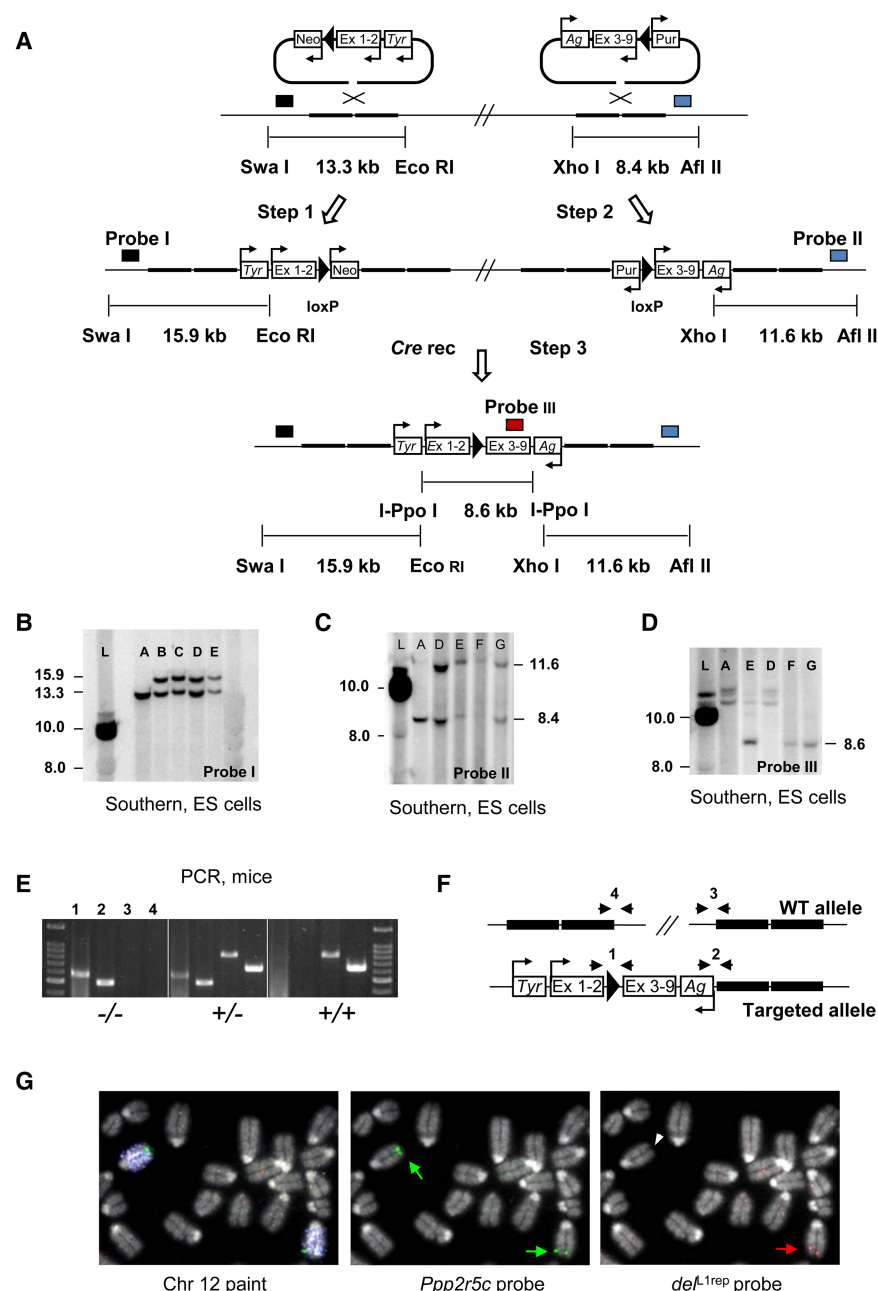 A
Neo Ex 1-2 Tyr
Ag Ex 3-9 Pur
Swa I 13.3 kb Eco RI
Xho I 8.4 kb Afl II
Step 1
Step 2
Probe I
Probe II
Tyr Ex 1-2 Neo
Pur Ex 3-9 Ag
loxP
loxP
Swa I 15.9 kb Eco RI
Xho I 11.6 kb Afl II
Cre rec
Step 3
Probe III
Tyr Ex 1-2 Ex 3-9 Ag
I-Ppo I 8.6 kb I-Ppo I
Swa I 15.9 kb Eco RI
Xho I 11.6 kb Afl II
B
L A B C D E
15.9
13.3
10.0
8.0
Probe I
Southern, ES cells
C
L A D E F G
11.6
10.0
8.4
8.0
Probe II
Southern, ES cells
D
L A E D F G
10.0
8.6
8.0
Probe III
Southern, ES cells
E
PCR, mice
1 2 3 4
-/-
+/-
+/+
F
4
3
WT allele
1
2
Tyr Ex 1-2 Ex 3-9 Ag
Targeted allele
G
Chr 12 paint
Ppp2r5c probe
delL1rep probe